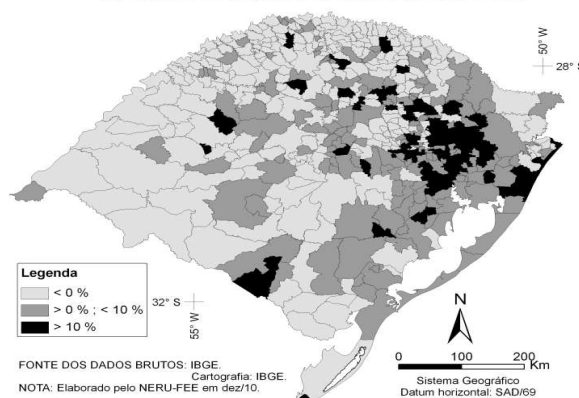 50° W
28° S
Legenda
< 0 %
> 0 % ; < 10 %
> 10 %
32° S
55° W
N
0 100 200
Km
FONTE DOS DADOS BRUTOS: IBGE.
Cartografia: IBGE.
NOTA: Elaborado pelo NERU-FEE em dez/10.
Sistema Geográfico
Datum horizontal: SAD/69